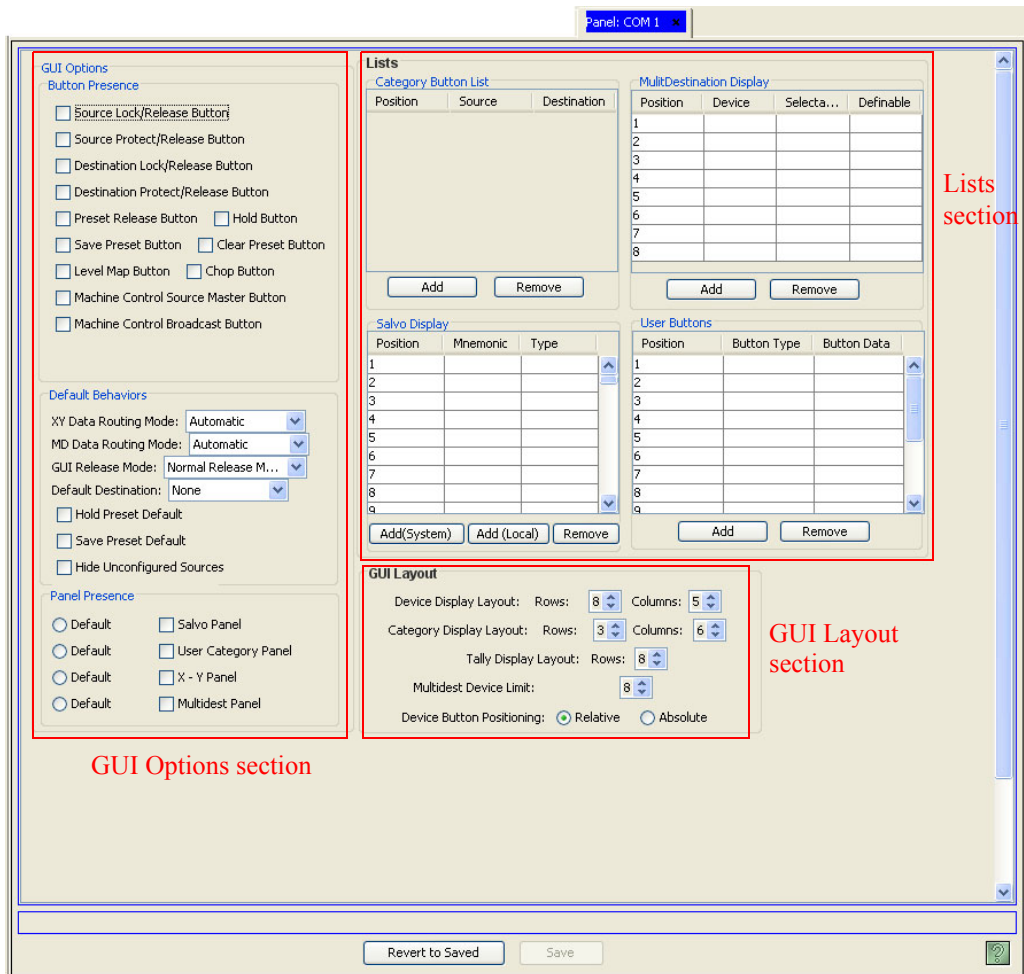 Panel: COM 1
GUI Options
Button Presence
Source Lock/Release Button
Source Protect/Release Button
Destination Lock/Release Button
Destination Protect/Release Button
Preset Release Button Hold Button
Save Preset Button Clear Preset Button
Level Map Button Chop Button
Machine Control Source Master Button
Machine Control Broadcast Button
Default Behaviors
XY Data Routing Mode: Automatic
MD Data Routing Mode: Automatic
GUI Release Mode: Normal Release M...
Default Destination: None
Hold Preset Default
Save Preset Default
Hide Unconfigured Sources
Panel Presence
Default Salvo Panel
Default User Category Panel
Default X - Y Panel
Default Multidest Panel
GUI Options section
Lists
Category Button List
Position Source Destination
Add Remove
MulitDestination Display
Position Device Selecta... Definable
1
2
3
4
5
6
7
8
Add Remove
Salvo Display
Position Mnemonic Type
1
2
3
4
5
6
7
8
9
Add(System) Add (Local) Remove
User Buttons
Position Button Type Button Data
1
2
3
4
5
6
7
8
9
Add Remove
Lists
section
GUI Layout
Device Display Layout: Rows: 8 Columns: 5
Category Display Layout: Rows: 3 Columns: 6
Tally Display Layout: Rows: 8
Multidest Device Limit: 8
Device Button Positioning: Relative Absolute
GUI Layout
section
Revert to Saved Save
?